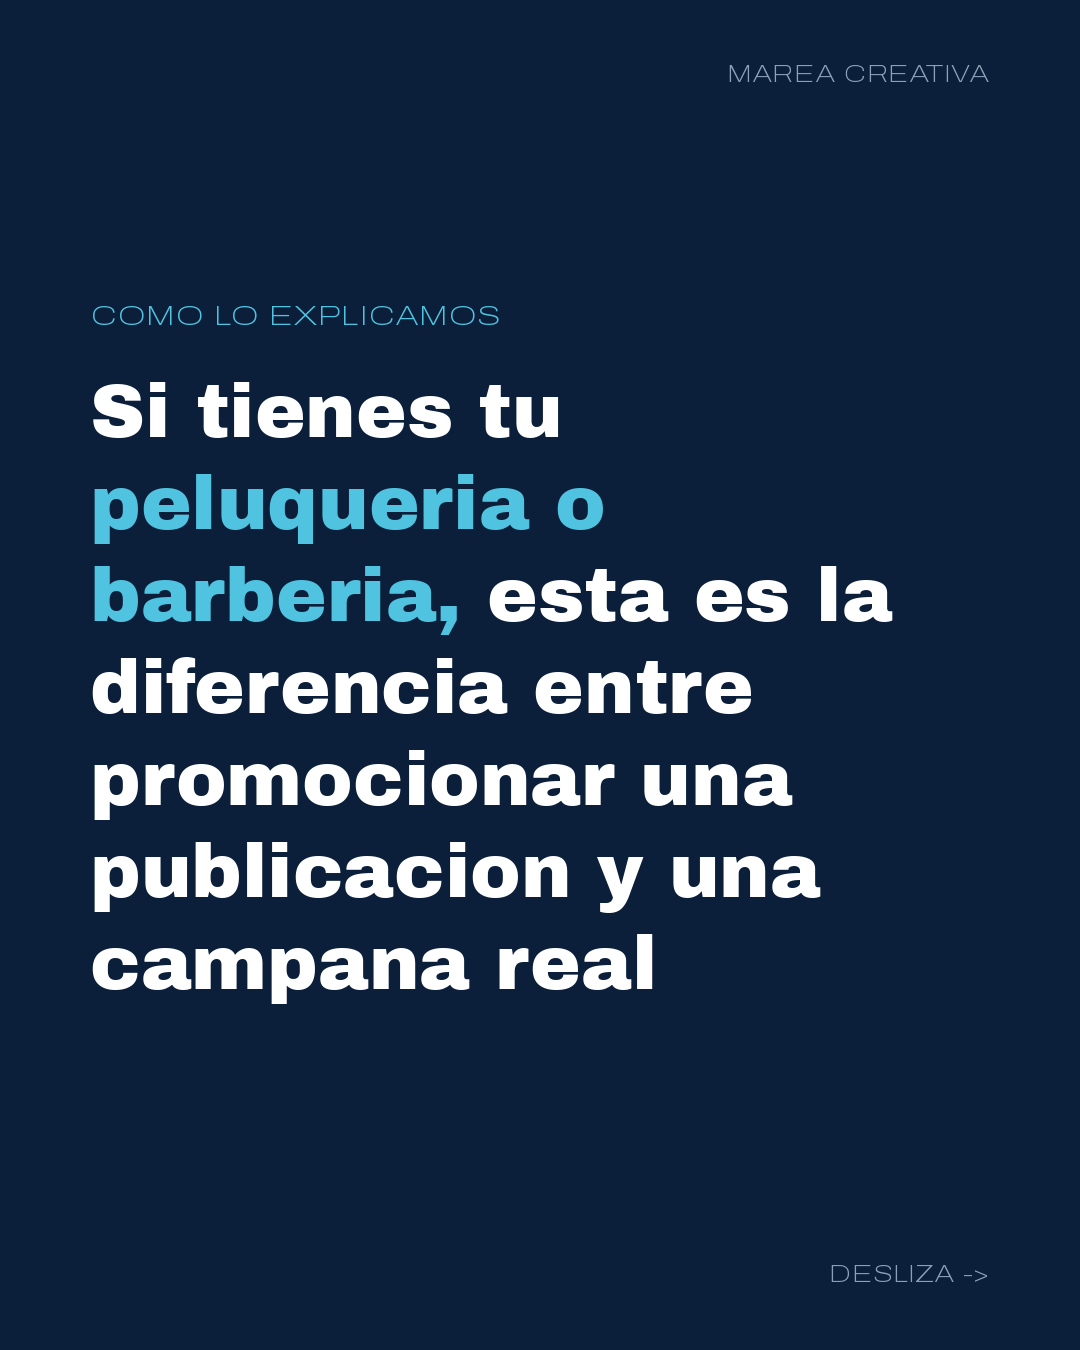 MAREA CREATIVA
COMO LO EXPLICAMOS
Si tienes tu
peluqueria o
barberia, esta es la
diferencia entre
promocionar una
publicacion y una
campana real
DESLIZA ->